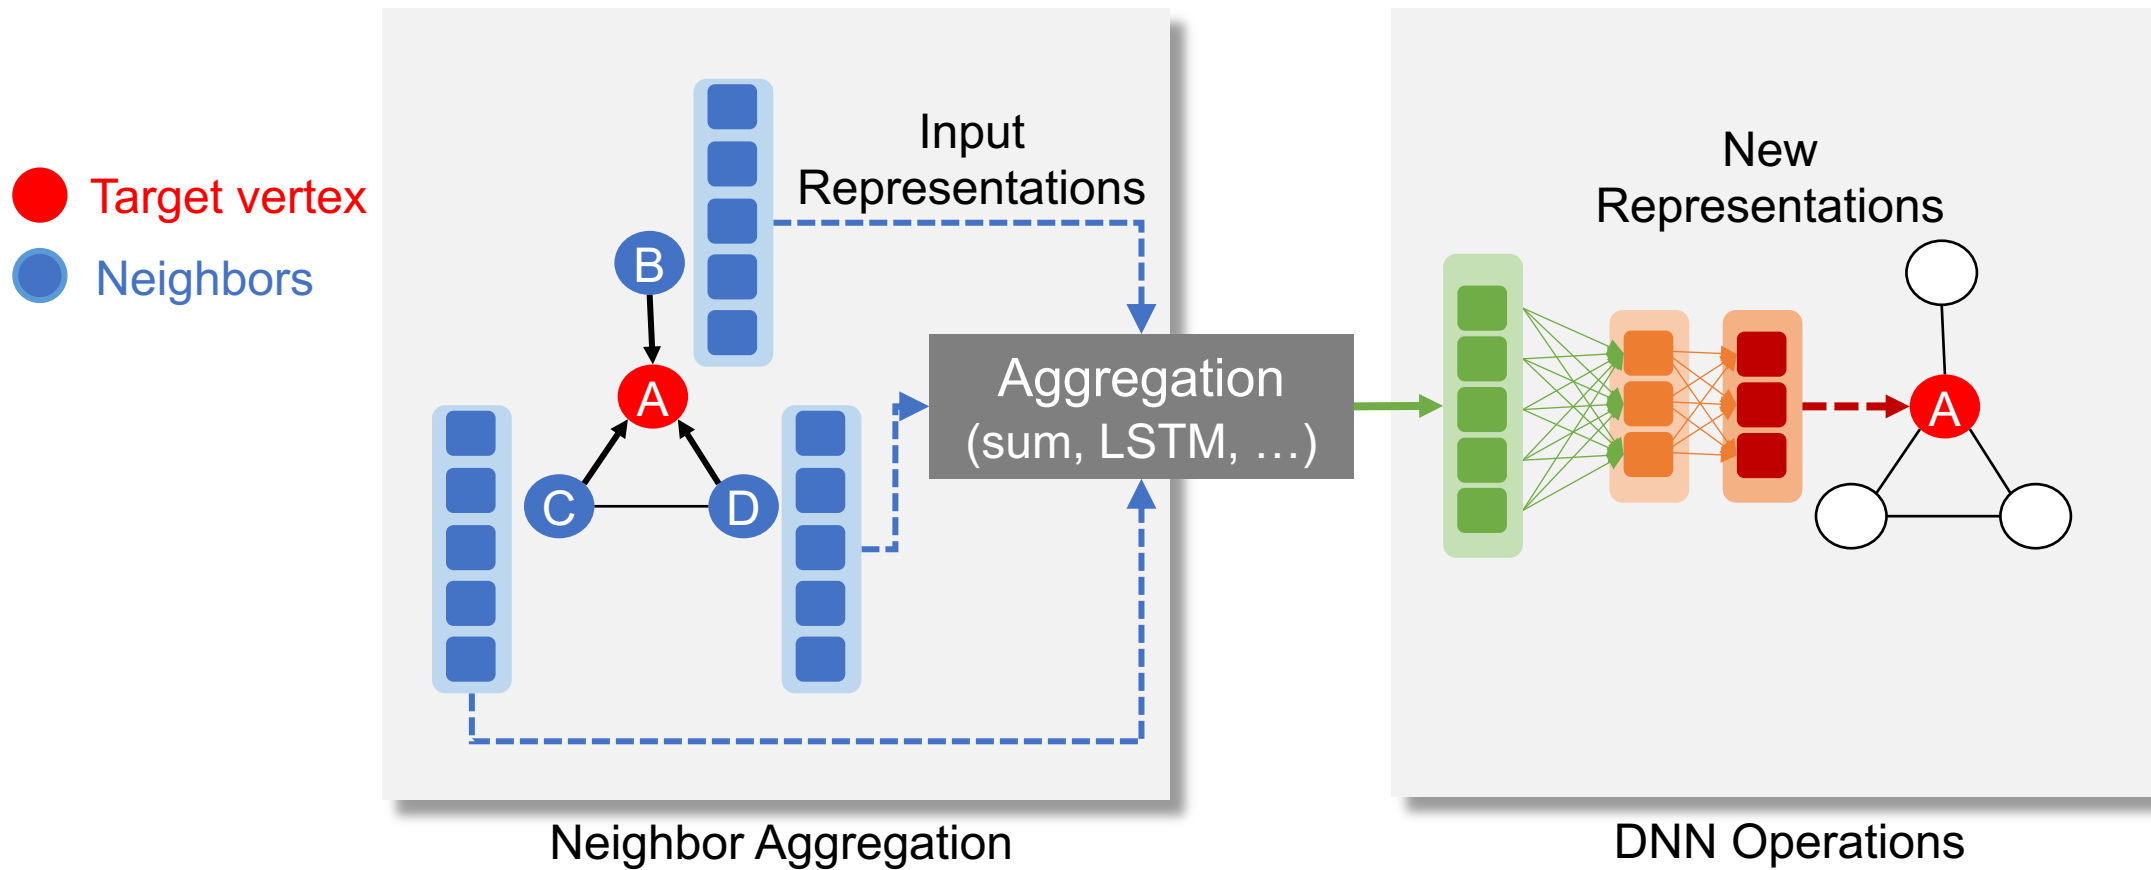 Target vertex
Neighbors
Input
Representations
B
A
C
D
Aggregation
(sum, LSTM, …)
Neighbor Aggregation
New
Representations
A
DNN Operations